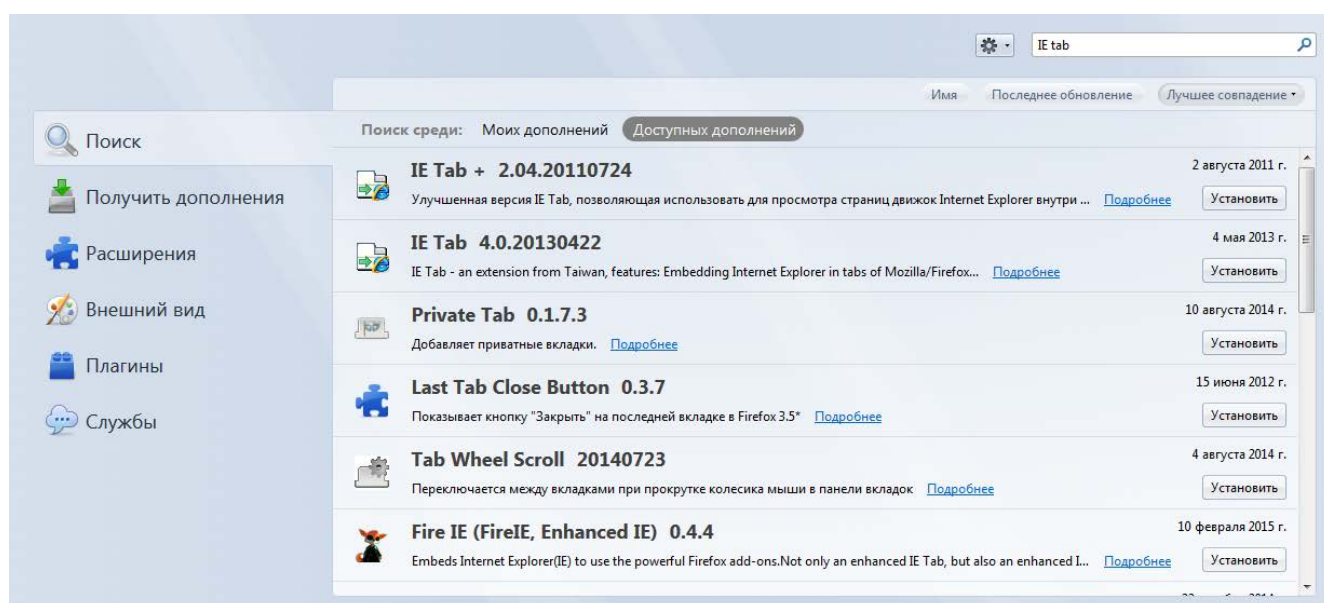 IE tab
Имя Последнее обновление Лучшее совпадение
Поиск
Получить дополнения
Расширения
Внешний вид
Плагины
Службы
Поиск среди: Моих дополнений Доступных дополнений
IE Tab + 2.04.20110724 2 августа 2011 г.
Улучшенная версия IE Tab, позволяющая использовать для просмотра страниц движок Internet Explorer внутри ... Подробнее Установить
IE Tab 4.0.20130422 4 мая 2013 г.
IE Tab - an extension from Taiwan, features: Embedding Internet Explorer in tabs of Mozilla/Firefox... Подробнее Установить
Private Tab 0.1.7.3 10 августа 2014 г.
Добавляет приватные вкладки. Подробнее Установить
Last Tab Close Button 0.3.7 15 июня 2012 г.
Показывает кнопку "Закрыть" на последней вкладке в Firefox 3.5* Подробнее Установить
Tab Wheel Scroll 20140723 4 августа 2014 г.
Переключается между вкладками при прокрутке колесика мыши в панели вкладок Подробнее Установить
Fire IE (FireIE, Enhanced IE) 0.4.4 10 февраля 2015 г.
Embeds Internet Explorer(IE) to use the powerful Firefox add-ons.Not only an enhanced IE Tab, but also an enhanced I... Подробнее Установить